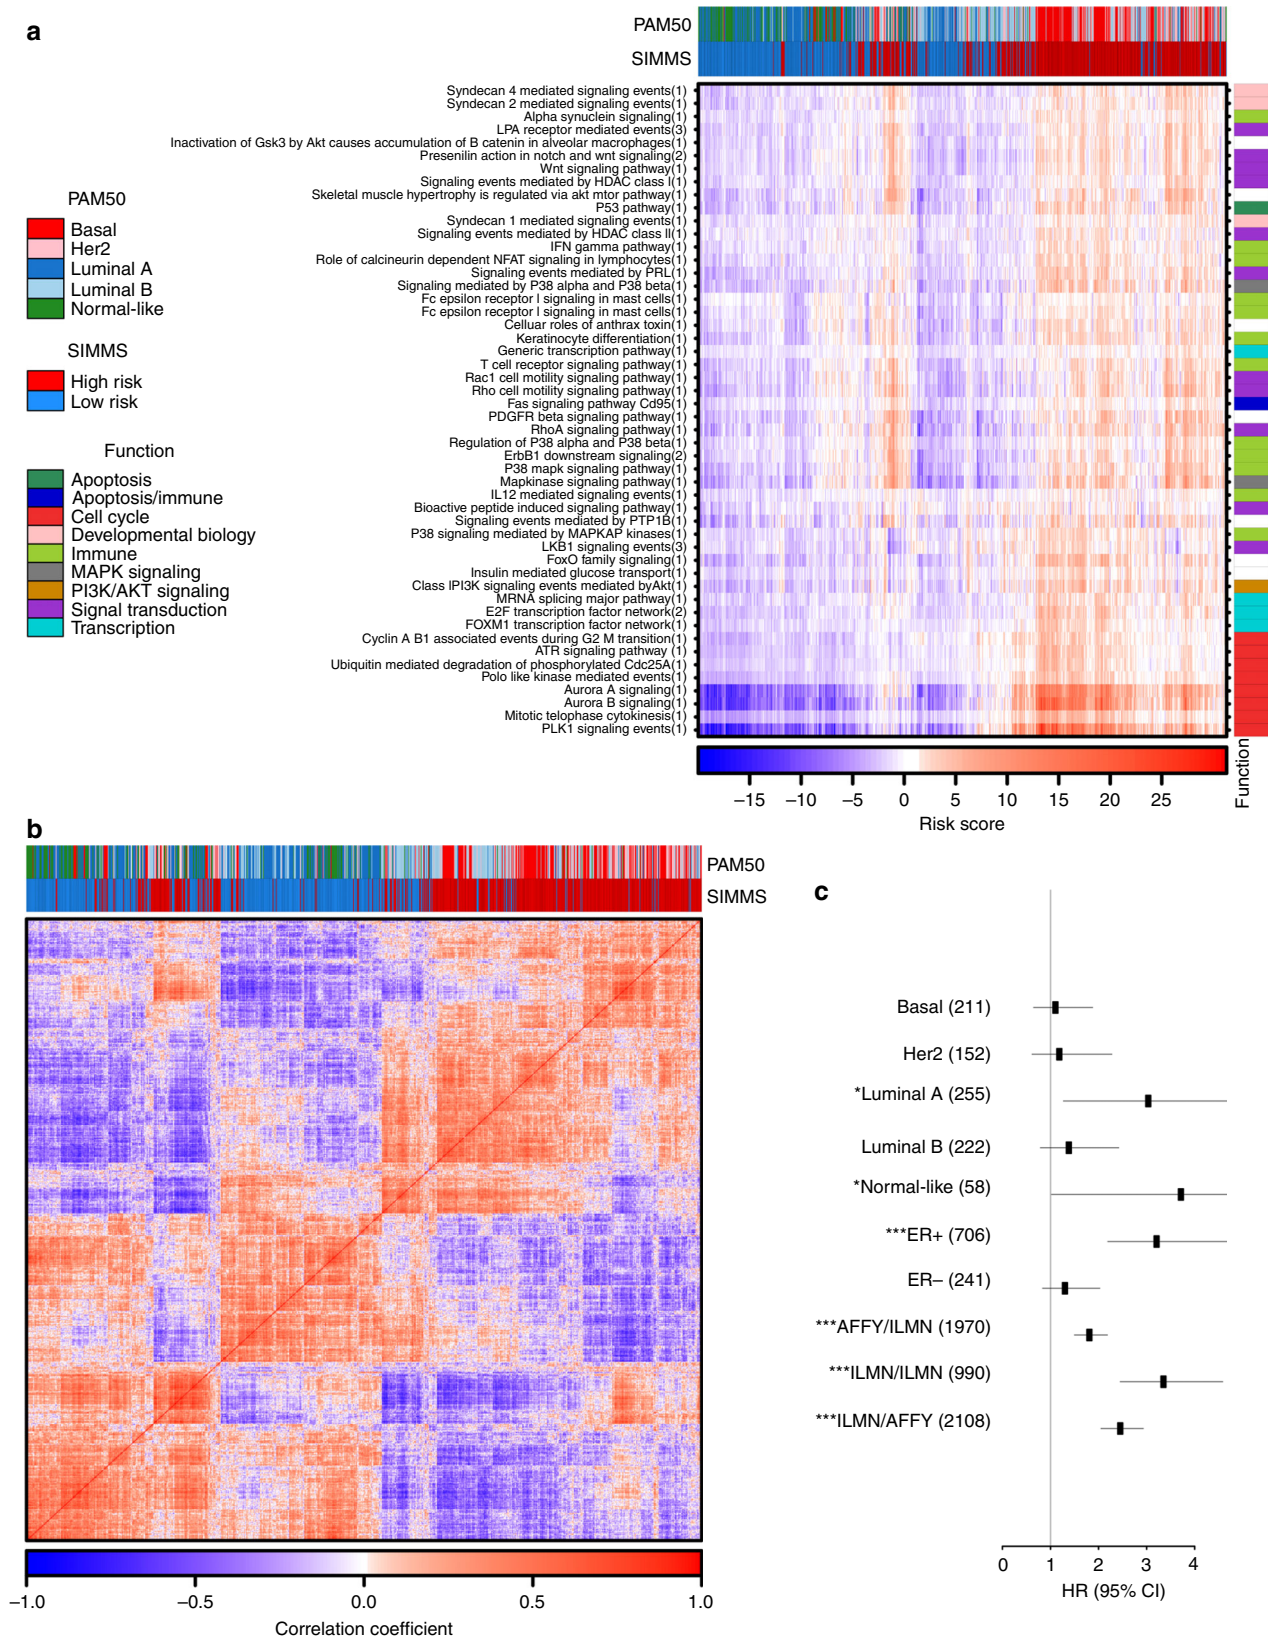 a
PAM50
SIMMS
Syndecan 4 mediated signaling events(1)
Syndecan 2 mediated signaling events(1)
Alpha synuclein signaling(1)
LPA receptor mediated events(3)
Inactivation of Gsk3 by Akt causes accumulation of B catenin in alveolar macrophages(1)
Presenilin action in notch and wnt signaling(2)
Wnt signaling pathway(1)
Signaling events mediated by HDAC class I(1)
Skeletal muscle hypertrophy is regulated via akt mtor pathway(1)
P53 pathway(1)
Syndecan 1 mediated signaling events(1)
Signaling events mediated by HDAC class II(1)
IFN gamma pathway(1)
Role of calcineurin dependent NFAT signaling in lymphocytes(1)
Signaling events mediated by PRL(1)
Signaling mediated by P38 alpha and P38 beta(1)
Fc epsilon receptor I signaling in mast cells(1)
Fc epsilon receptor I signaling in mast cells(1)
Celluar roles of anthrax toxin(1)
Keratinocyte differentiation(1)
Generic transcription pathway(1)
T cell receptor signaling pathway(1)
Rac1 cell motility signaling pathway(1)
Rho cell motility signaling pathway(1)
Fas signaling pathway Cd95(1)
PDGFR beta signaling pathway(1)
RhoA signaling pathway(1)
Regulation of P38 alpha and P38 beta(1)
ErbB1 downstream signaling(2)
P38 mapk signaling pathway(1)
Mapkinase signaling pathway(1)
IL12 mediated signaling events(1)
Bioactive peptide induced signaling pathway(1)
Signaling events mediated by PTP1B(1)
P38 signaling mediated by MAPKAP kinases(1)
LKB1 signaling events(3)
FoxO family signaling(1)
Insulin mediated glucose transport(1)
Class IPI3K signaling events mediated byAkt(1)
MRNA splicing major pathway(1)
E2F transcription factor network(2)
FOXM1 transcription factor network(1)
Cyclin A B1 associated events during G2 M transition(1)
ATR signaling pathway (1)
Ubiquitin mediated degradation of phosphorylated Cdc25A(1)
Polo like kinase mediated events(1)
Aurora A signaling(1)
Aurora B signaling(1)
Mitotic telophase cytokinesis(1)
PLK1 signaling events(1)
PAM50
Basal
Her2
Luminal A
Luminal B
Normal-like
SIMMS
High risk
Low risk
Function
Apoptosis
Apoptosis/immune
Cell cycle
Developmental biology
Immune
MAPK signaling
PI3K/AKT signaling
Signal transduction
Transcription
Function
−15 −10 −5 0 5 10 15 20 25
Risk score
b
PAM50
SIMMS
−1.0 −0.5 0.0 0.5 1.0
Correlation coefficient
c
Basal (211)
Her2 (152)
*Luminal A (255)
Luminal B (222)
*Normal-like (58)
***ER+ (706)
ER− (241)
***AFFY/ILMN (1970)
***ILMN/ILMN (990)
***ILMN/AFFY (2108)
0 1 2 3 4
HR (95% CI)